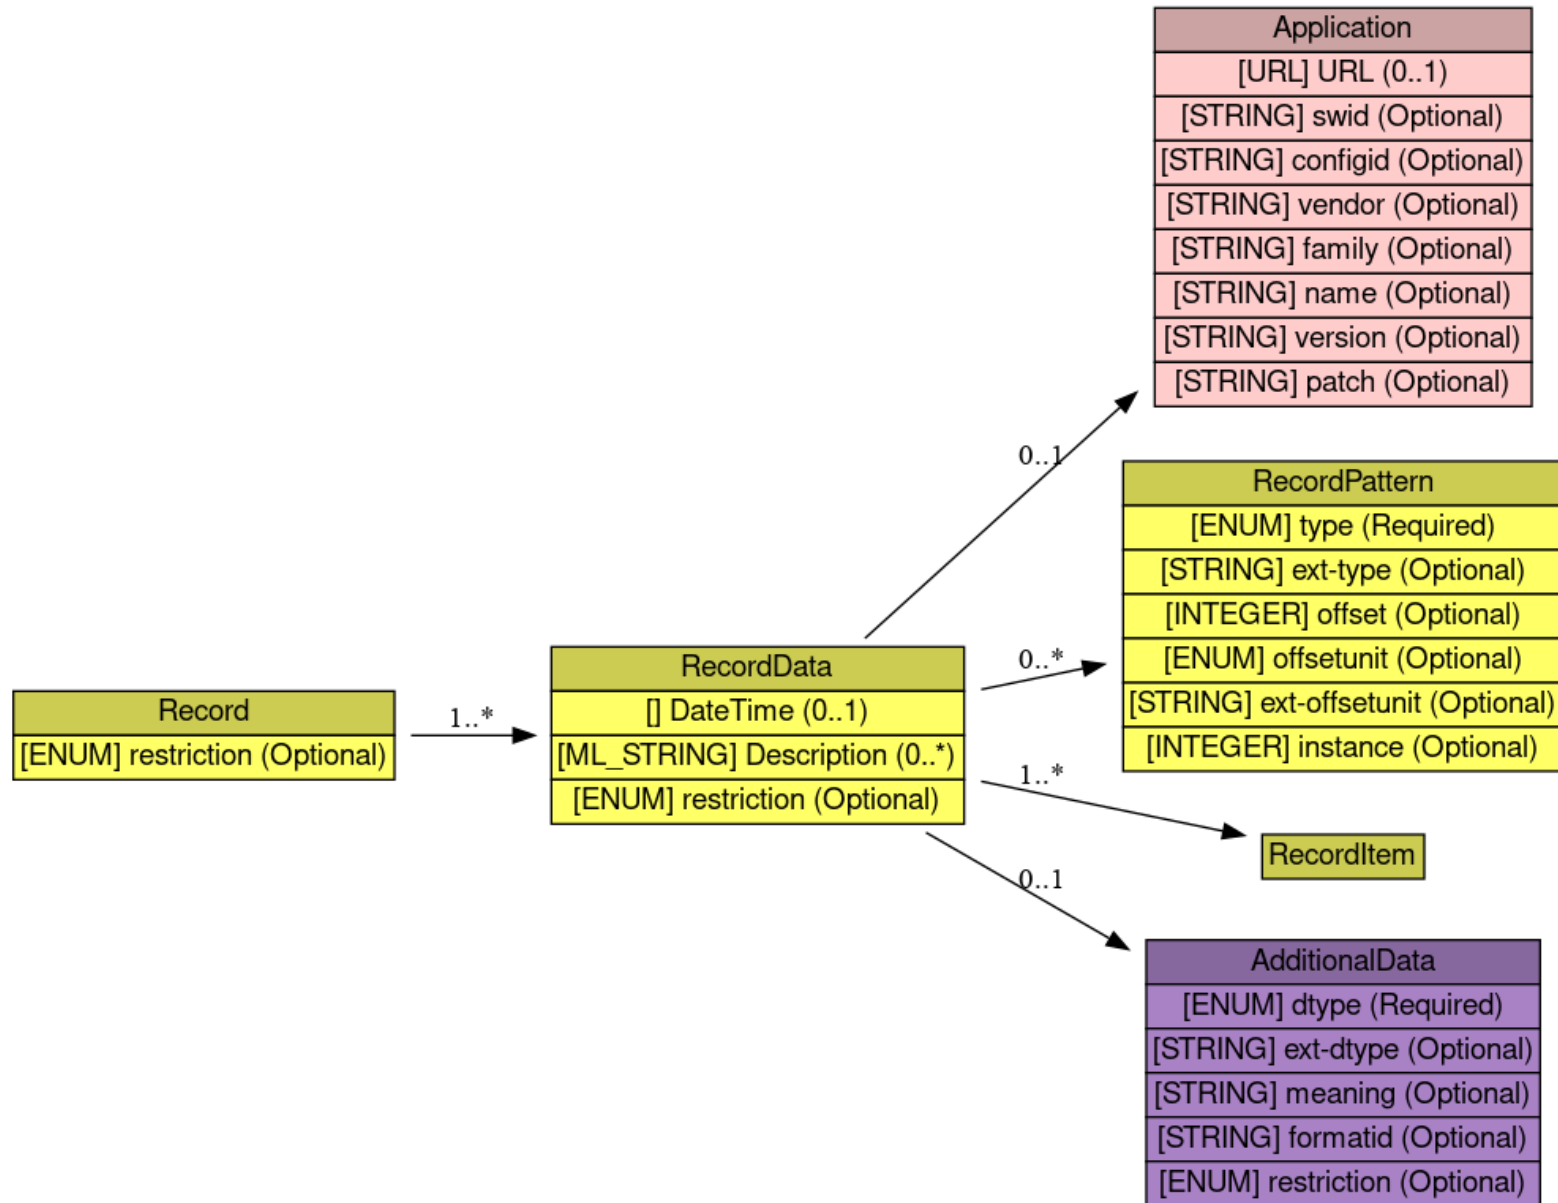 Application
[URL] URL (0..1)
[STRING] swid (Optional)
[STRING] configid (Optional)
[STRING] vendor (Optional)
[STRING] family (Optional)
[STRING] name (Optional)
[STRING] version (Optional)
[STRING] patch (Optional)
0..1
RecordPattern
[ENUM] type (Required)
[STRING] ext-type (Optional)
[INTEGER] offset (Optional)
[ENUM] offsetunit (Optional)
[STRING] ext-offsetunit (Optional)
[INTEGER] instance (Optional)
0..*
RecordData
[] DateTime (0..1)
[ML_STRING] Description (0..*)
[ENUM] restriction (Optional)
Record
[ENUM] restriction (Optional)
1..*
1..*
RecordItem
0..1
AdditionalData
[ENUM] dtype (Required)
[STRING] ext-dtype (Optional)
[STRING] meaning (Optional)
[STRING] formatid (Optional)
[ENUM] restriction (Optional)